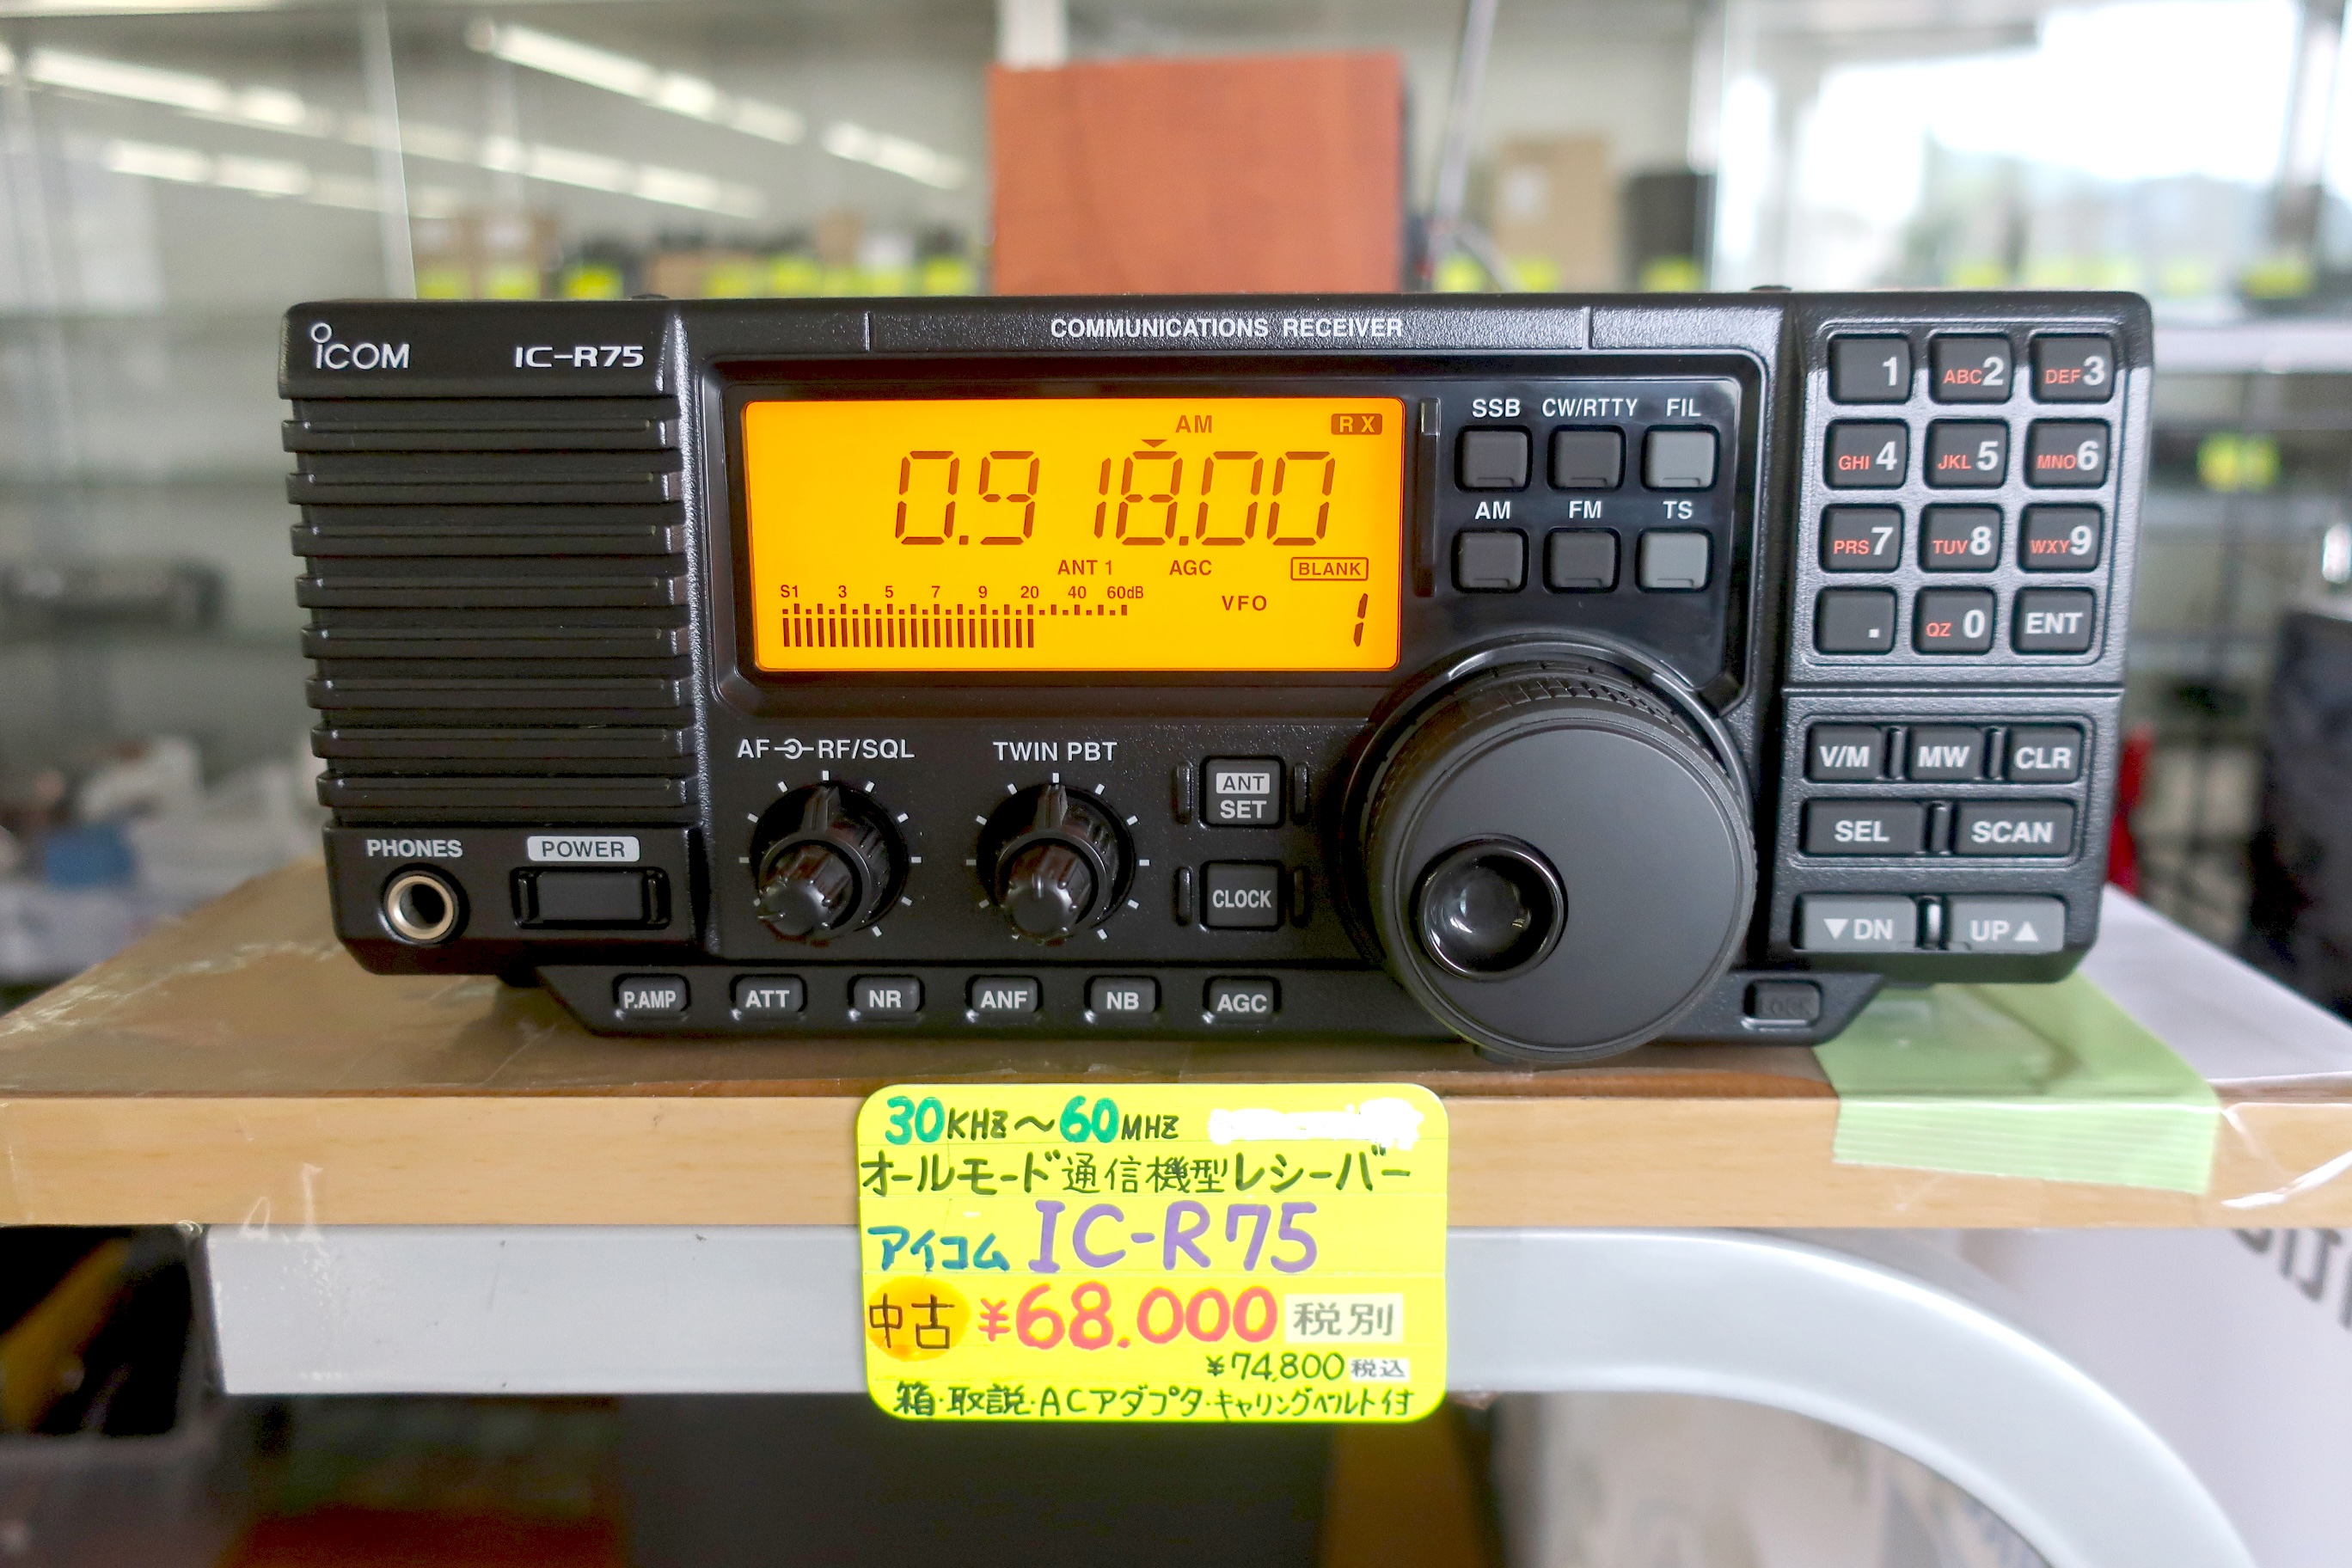 ICOM IC-R75
COMMUNICATIONS RECEIVER
AM RX
0.918.00
ANT 1 AGC BLANK
S1 3 5 7 9 20 40 60dB
VFO 1
SSB CW/RTTY FIL
AM FM TS
1 ABC2 DEF3
GHI4 JKL5 MNO6
PRS7 TUV8 WXY9
. QZ0 ENT
V/M MW CLR
SEL SCAN
▼DN UP▲
AF RF/SQL TWIN PBT
ANT
SET
CLOCK
PHONES POWER
P.AMP ATT NR ANF NB AGC
LOCK
30KHZ〜60MHZ
オールモード通信機型レシーバー
アイコム IC-R75
中古 ¥68.000 税別
¥74,800 税込
箱・取説・ACアダプタ・キャリングベルト付